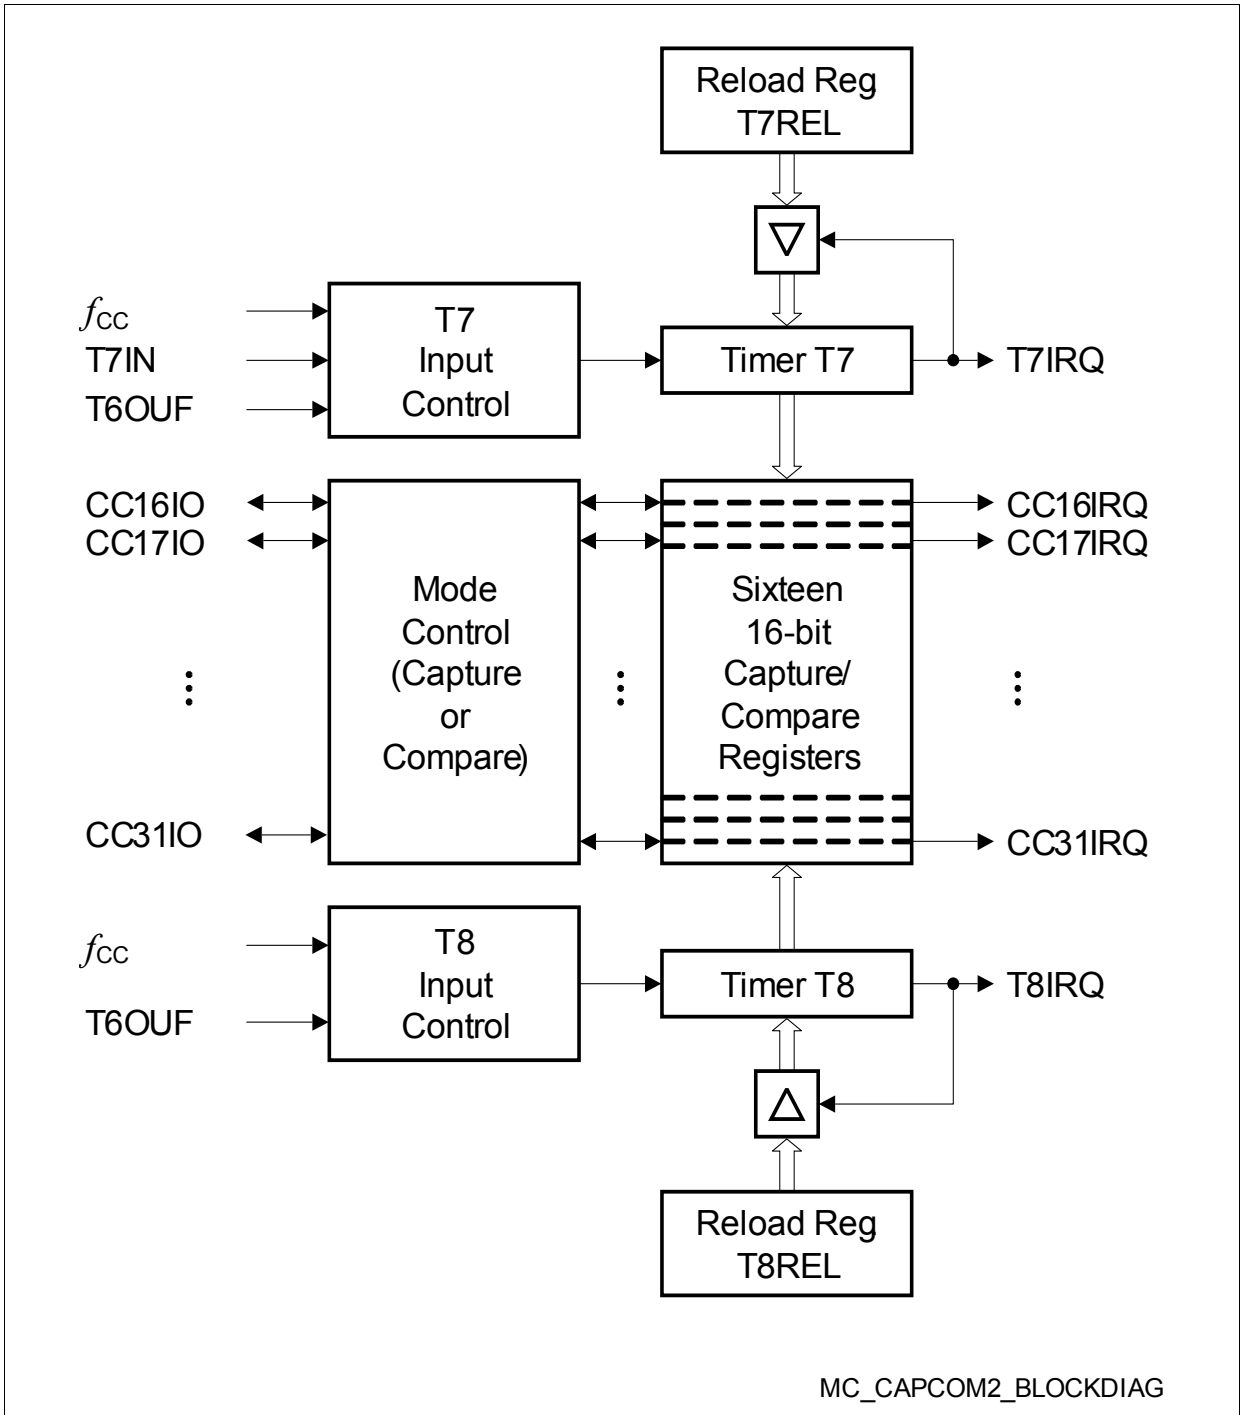 Reload Reg
T7REL
fCC
T7IN
T6OUF
T7
Input
Control
Timer T7
T7IRQ
CC16IO
CC17IO
CC31IO
Mode
Control
(Capture
or
Compare)
Sixteen
16-bit
Capture/
Compare
Registers
CC16IRQ
CC17IRQ
CC31IRQ
fCC
T6OUF
T8
Input
Control
Timer T8
T8IRQ
Reload Reg
T8REL
MC_CAPCOM2_BLOCKDIAG